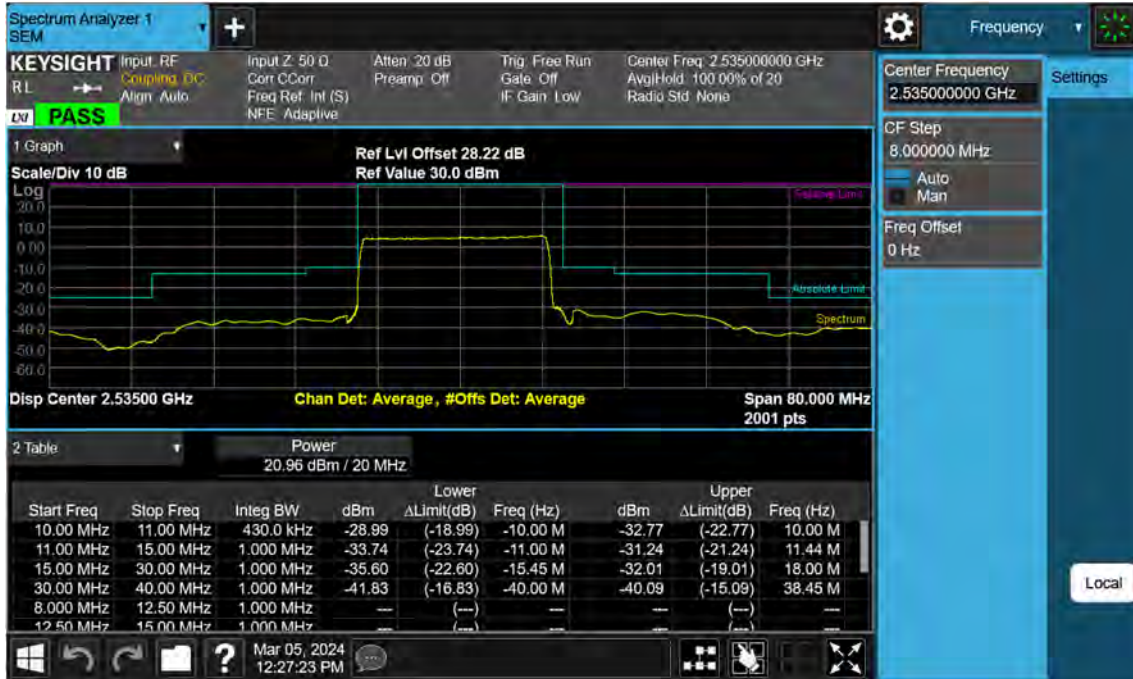 Spectrum Analyzer 1
SEM
Frequency
KEYSIGHT
Input: RF
Input Z: 50 Ω
Atten: 20 dB
Trig: Free Run
Center Freq: 2.535000000 GHz
RL
Coupling: DC
Corr CCorr
Preamp: Off
Gate: Off
Avg|Hold: 100.00% of 20
Align: Auto
Freq Ref: Int (S)
IF Gain: Low
Radio Std: None
LXI
PASS
NFE: Adaptive
Center Frequency
2.535000000 GHz
Settings
CF Step
8.000000 MHz
Auto
Man
Freq Offset
0 Hz
1 Graph
Ref Lvl Offset 28.22 dB
Scale/Div 10 dB
Ref Value 30.0 dBm
Log
20.0
10.0
0.00
-10.0
-20.0
-30.0
-40.0
-50.0
-60.0
Relative Limit
Absolute Limit
Spectrum
Disp Center 2.53500 GHz
Chan Det: Average, #Offs Det: Average
Span 80.000 MHz
2001 pts
2 Table
Power
20.96 dBm / 20 MHz
Lower Upper
Start Freq Stop Freq Integ BW dBm ΔLimit(dB) Freq (Hz) dBm ΔLimit(dB) Freq (Hz)
10.00 MHz 11.00 MHz 430.0 kHz -28.99 (-18.99) -10.00 M -32.77 (-22.77) 10.00 M
11.00 MHz 15.00 MHz 1.000 MHz -33.74 (-23.74) -11.00 M -31.24 (-21.24) 11.44 M
15.00 MHz 30.00 MHz 1.000 MHz -35.60 (-22.60) -15.45 M -32.01 (-19.01) 18.00 M
30.00 MHz 40.00 MHz 1.000 MHz -41.83 (-16.83) -40.00 M -40.09 (-15.09) 38.45 M
8.000 MHz 12.50 MHz 1.000 MHz --- (---) --- --- (---) ---
12.50 MHz 15.00 MHz 1.000 MHz --- (---) --- --- (---) ---
Local
?
Mar 05, 2024
12:27:23 PM